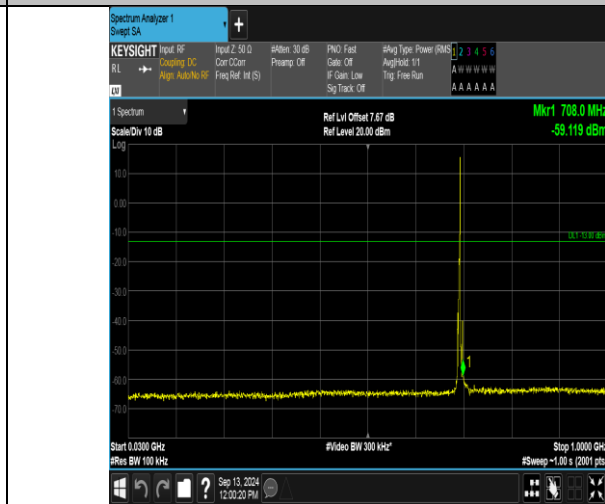 Spectrum Analyzer 1
Swept SA
+
KEYSIGHT Input: RF Input Z: 50 Ω #Atten: 30 dB PNO: Fast #Avg Type: Power (RMS 1 2 3 4 5 6
RL Coupling: DC Corr CCorr Preamp: Off Gate: Off Avg|Hold: 1/1 A W W W W W
Align: Auto/No RF Freq Ref: Int (S) IF Gain: Low Trig: Free Run
Sig Track: Off A A A A A A
LXI
1 Spectrum Ref Lvl Offset 7.67 dB Mkr1 708.0 MHz
Scale/Div 10 dB Ref Level 20.00 dBm -59.119 dBm
Log
10.0
0.00
-10.0
DL1 -13.00 dBm
-20.0
-30.0
-40.0
-50.0
1
-60.0
-70.0
Start 0.0300 GHz #Video BW 300 kHz* Stop 1.0000 GHz
#Res BW 100 kHz #Sweep ~1.00 s (2001 pts
? Sep 13, 2024
12:00:20 PM